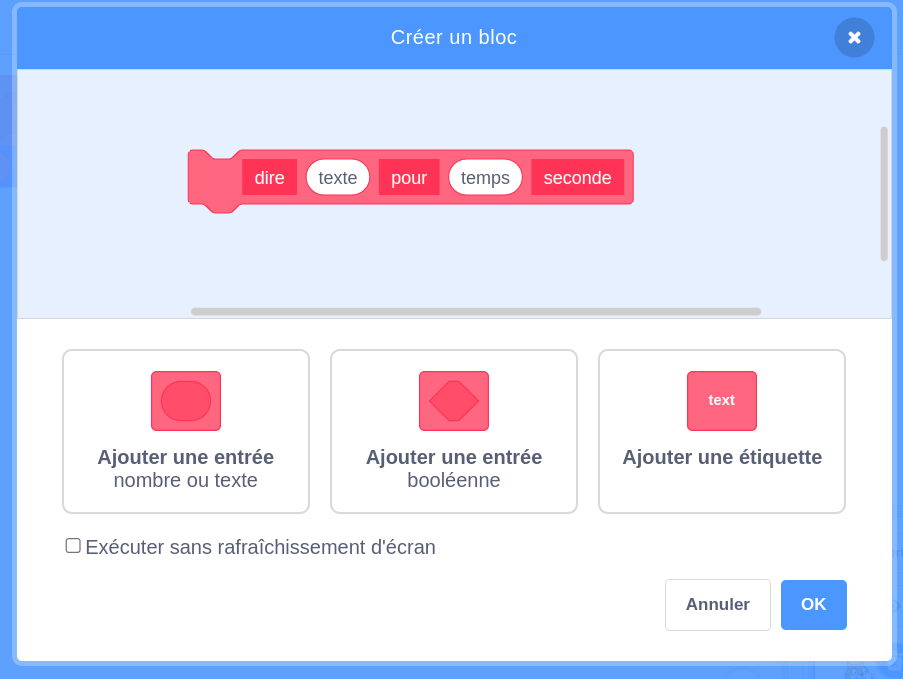 Créer un bloc
dire texte pour temps seconde
text
Ajouter une entrée
nombre ou texte
Ajouter une entrée
booléenne
Ajouter une étiquette
Exécuter sans rafraîchissement d'écran
Annuler
OK